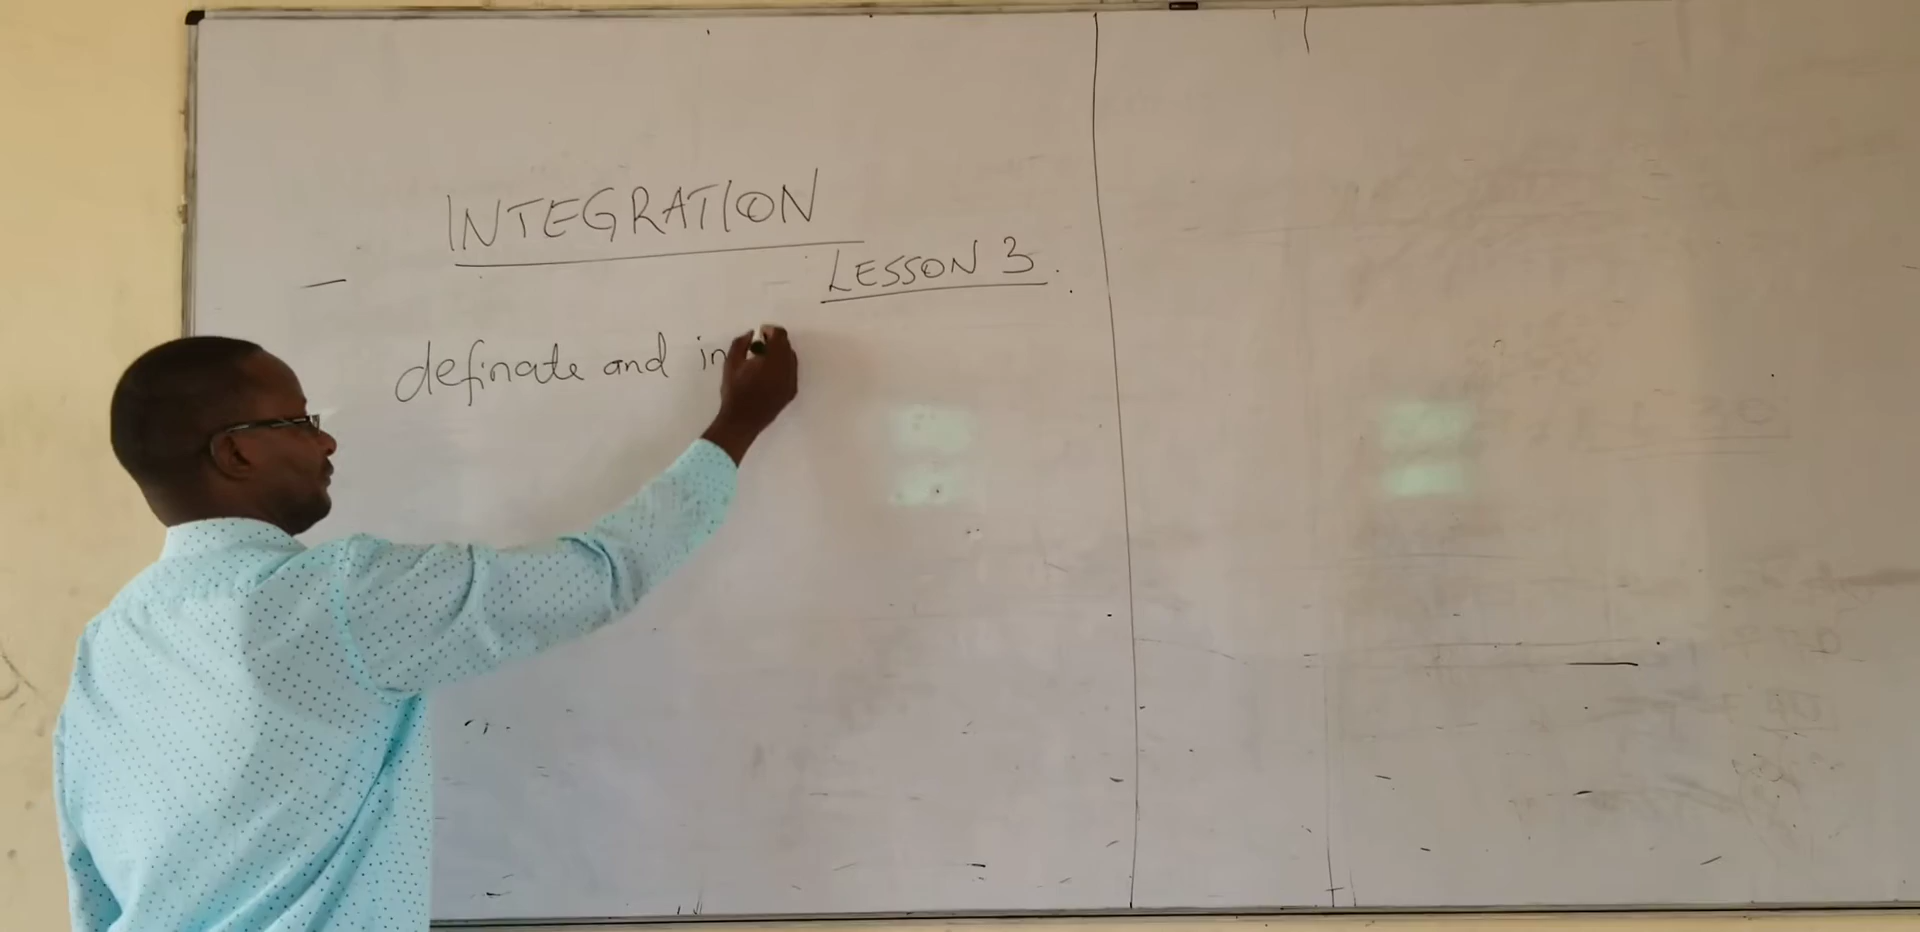 INTEGRATION
LESSON 3.
definate and in